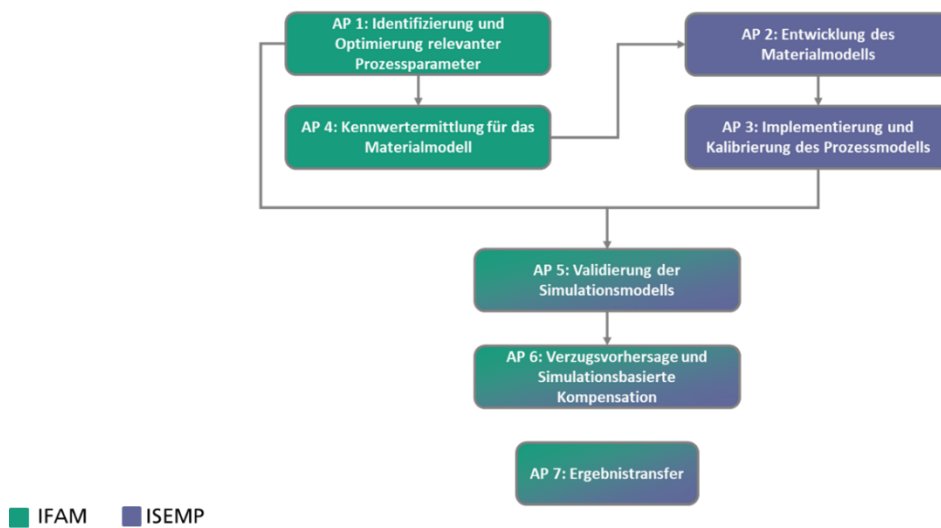 AP 1: Identifizierung und
Optimierung relevanter
Prozessparameter
AP 2: Entwicklung des
Materialmodells
AP 4: Kennwertermittlung für das
Materialmodell
AP 3: Implementierung und
Kalibrierung des Prozessmodells
AP 5: Validierung der
Simulationsmodells
AP 6: Verzugsvorhersage und
Simulationsbasierte
Kompensation
AP 7: Ergebnistransfer
IFAM
ISEMP